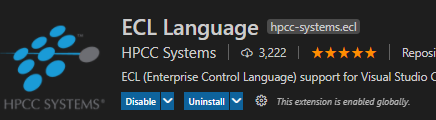 ECL Language hpcc-systems.ecl
HPCC Systems | 3,222 | ★★★★★ | Reposi
ECL (Enterprise Control Language) support for Visual Studio C
HPCC SYSTEMS®
Disable Uninstall This extension is enabled globally.